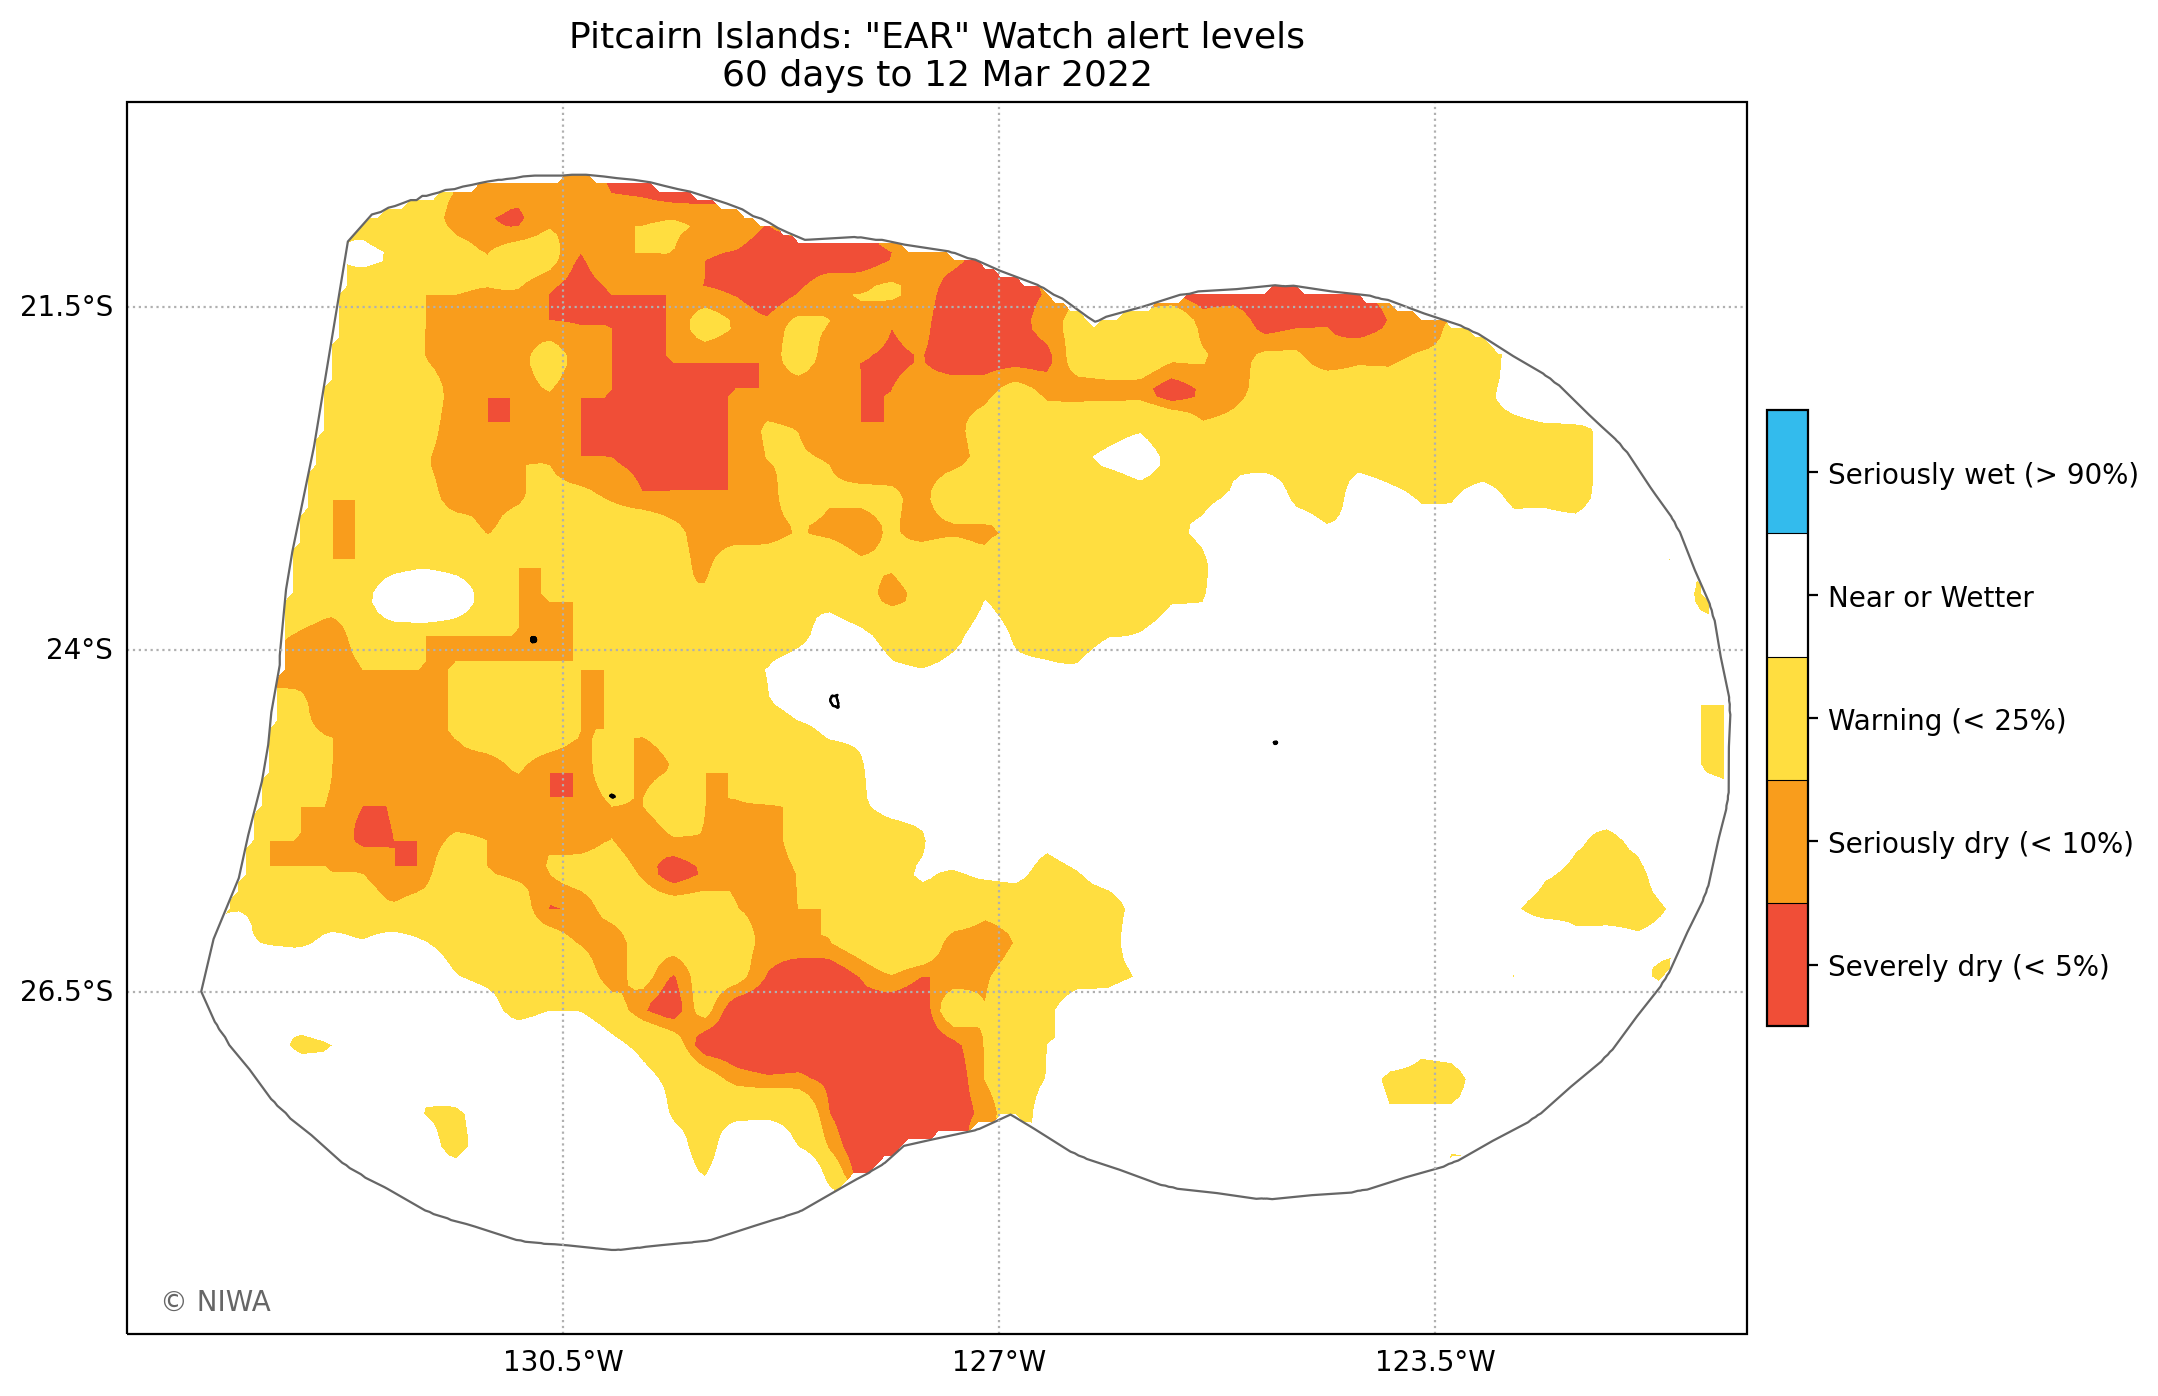 Pitcairn Islands: "EAR" Watch alert levels
60 days to 12 Mar 2022
21.5°S
24°S
26.5°S
130.5°W
127°W
123.5°W
Seriously wet (> 90%)
Near or Wetter
Warning (< 25%)
Seriously dry (< 10%)
Severely dry (< 5%)
© NIWA